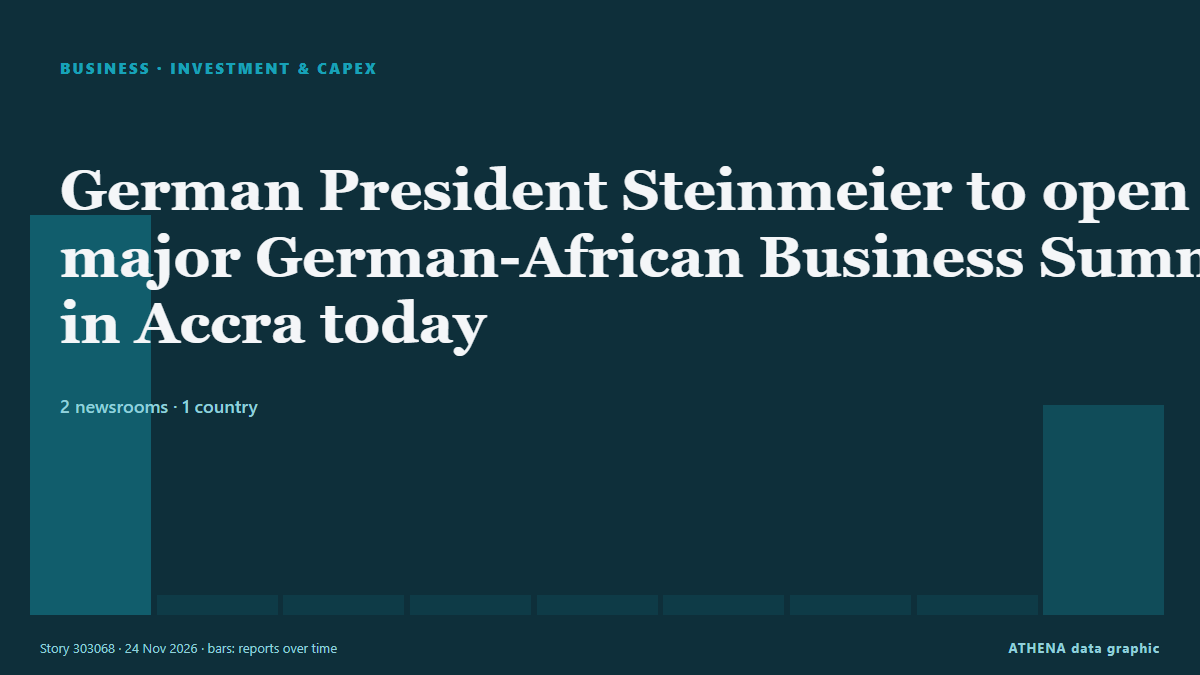 BUSINESS · INVESTMENT & CAPEX
German President Steinmeier to open
major German-African Business Sum
in Accra today
2 newsrooms · 1 country
Story 303068 · 24 Nov 2026 · bars: reports over time
ATHENA data graphic